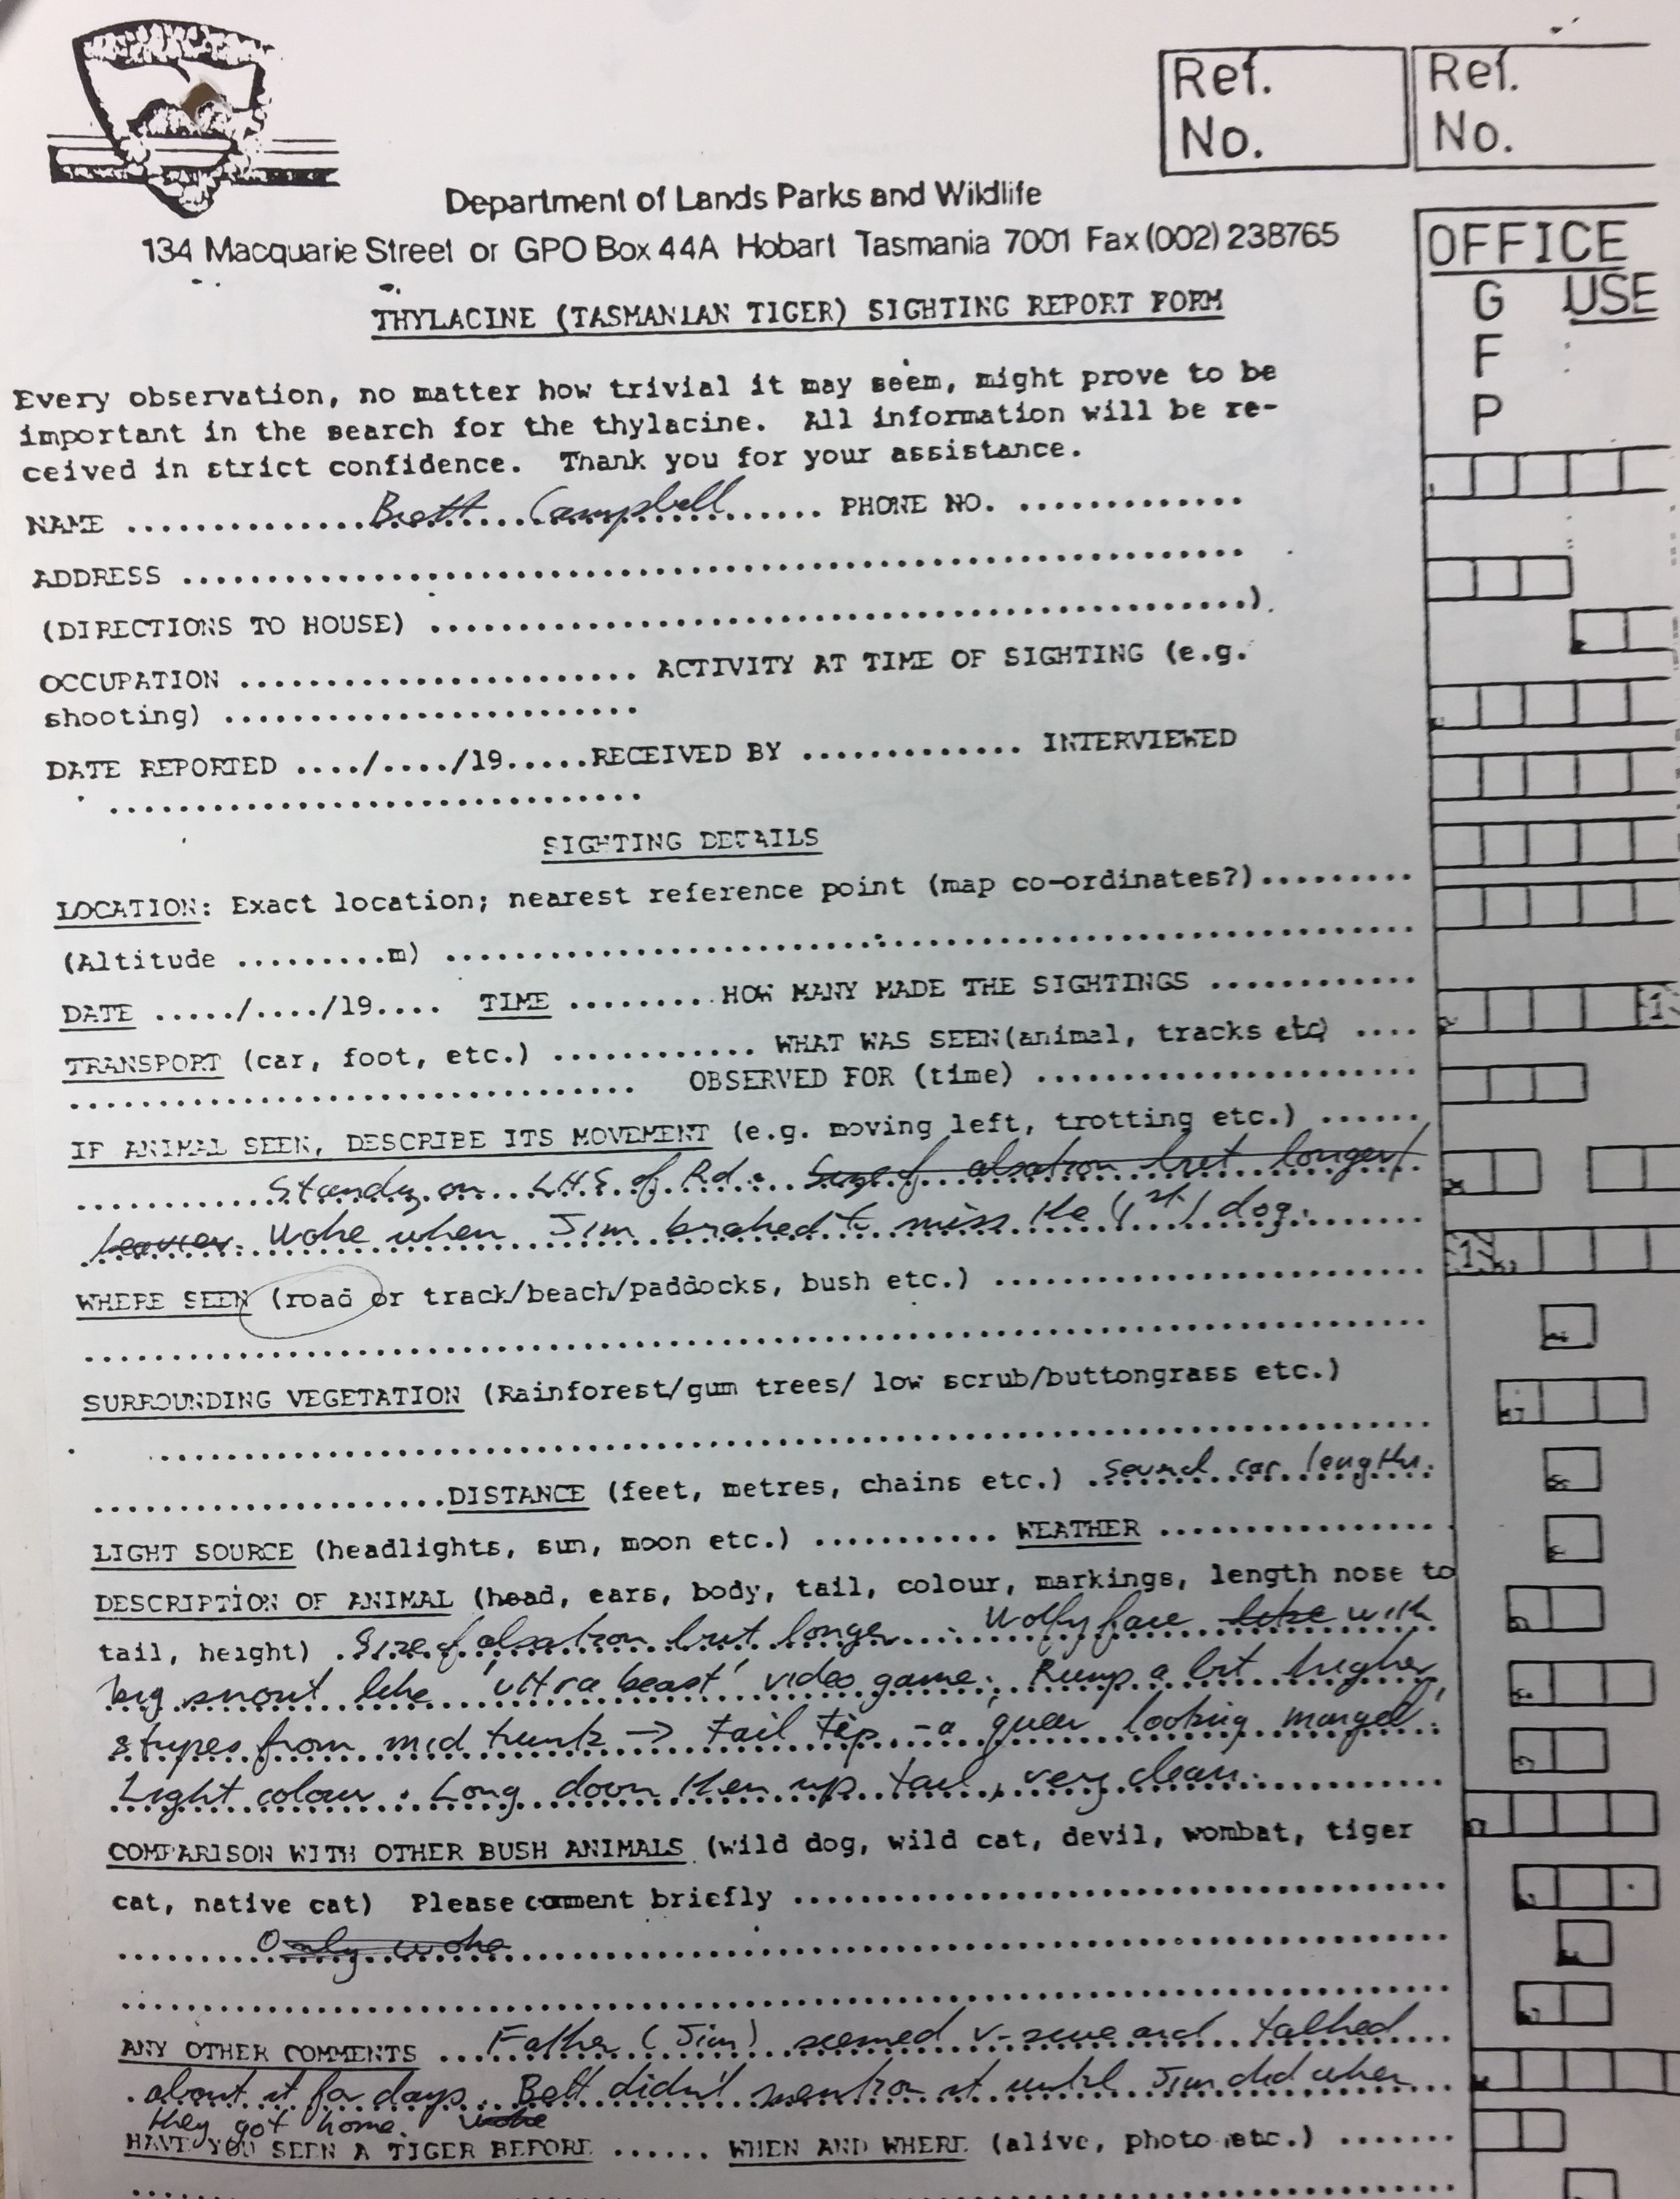 Ref.
No.
Ref.
No.
Department of Lands Parks and Wildlife
134 Macquarie Street or GPO Box 44A Hobart Tasmania 7001 Fax (002) 238765
OFFICE
USE
G
F
P
THYLACINE (TASMANIAN TIGER) SIGHTING REPORT FORM
Every observation, no matter how trivial it may seem, might prove to be
important in the search for the thylacine. All information will be re-
ceived in strict confidence. Thank you for your assistance.
NAME .................Brett Campbell...... PHONE NO. .............
ADDRESS ..........................................................
(DIRECTIONS TO HOUSE) .............................................)
OCCUPATION ........................ ACTIVITY AT TIME OF SIGHTING (e.g.
shooting) .........................
DATE REPORTED ..../..../19.....RECEIVED BY ............. INTERVIEWED
................................
SIGHTING DETAILS
LOCATION: Exact location; nearest reference point (map co-ordinates?).........
(Altitude .........m) ..........................................................
DATE ...../..../19.... TIME ......... HOW MANY MADE THE SIGHTINGS ............
TRANSPORT (car, foot, etc.) ............ WHAT WAS SEEN(animal, tracks etc) ....
.................................. OBSERVED FOR (time) .......................
IF ANIMAL SEEN, DESCRIBE ITS MOVEMENT (e.g. moving left, trotting etc.) ......
Standg on LHS of Rd. Size of alsatron but longer/
heavier. Woke when Jim braked to miss the (1st) dog.
WHERE SEEN (road or track/beach/paddocks, bush etc.) ..........................
...............................................................................
SURROUNDING VEGETATION (Rainforest/gum trees/ low scrub/buttongrass etc.)
...............................................................................
.....................DISTANCE (feet, metres, chains etc.) .... car lengths.
LIGHT SOURCE (headlights, sun, moon etc.) ........... WEATHER ................
DESCRIPTION OF ANIMAL (head, ears, body, tail, colour, markings, length nose to
tail, height) Size of alsatron but longer. Wolfy face like with
big snout like 'ultra beast' video game. Rump a bit higher,
stripes from mid trunk → tail tip - a 'queer looking mongrel'.
Light colour. Long down then up tail, very clean.
COMPARISON WITH OTHER BUSH ANIMALS (wild dog, wild cat, devil, wombat, tiger
cat, native cat) Please comment briefly ......................................
Only woke
...............................................................................
ANY OTHER COMMENTS ... Father (Jim) seemed v-sure and talked
about it for days. Bett didn't mention it until Jim did when
they got home. woke
HAVE YOU SEEN A TIGER BEFORE ...... WHEN AND WHERE (alive, photo etc.) .......